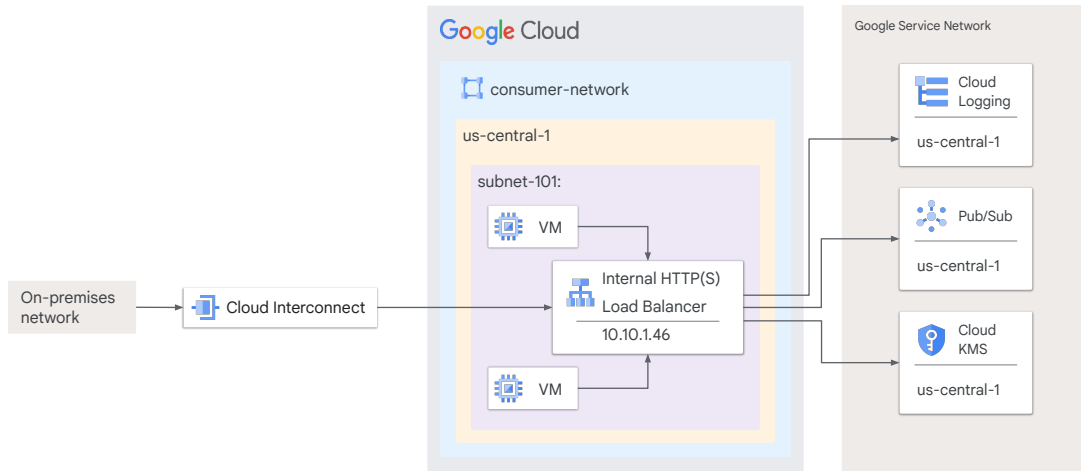 Google Cloud
Google Service Network
consumer-network
us-central-1
subnet-101:
VM
Internal HTTP(S)
Load Balancer
10.10.1.46
VM
On-premises
network
Cloud Interconnect
Cloud
Logging
us-central-1
Pub/Sub
us-central-1
Cloud
KMS
us-central-1